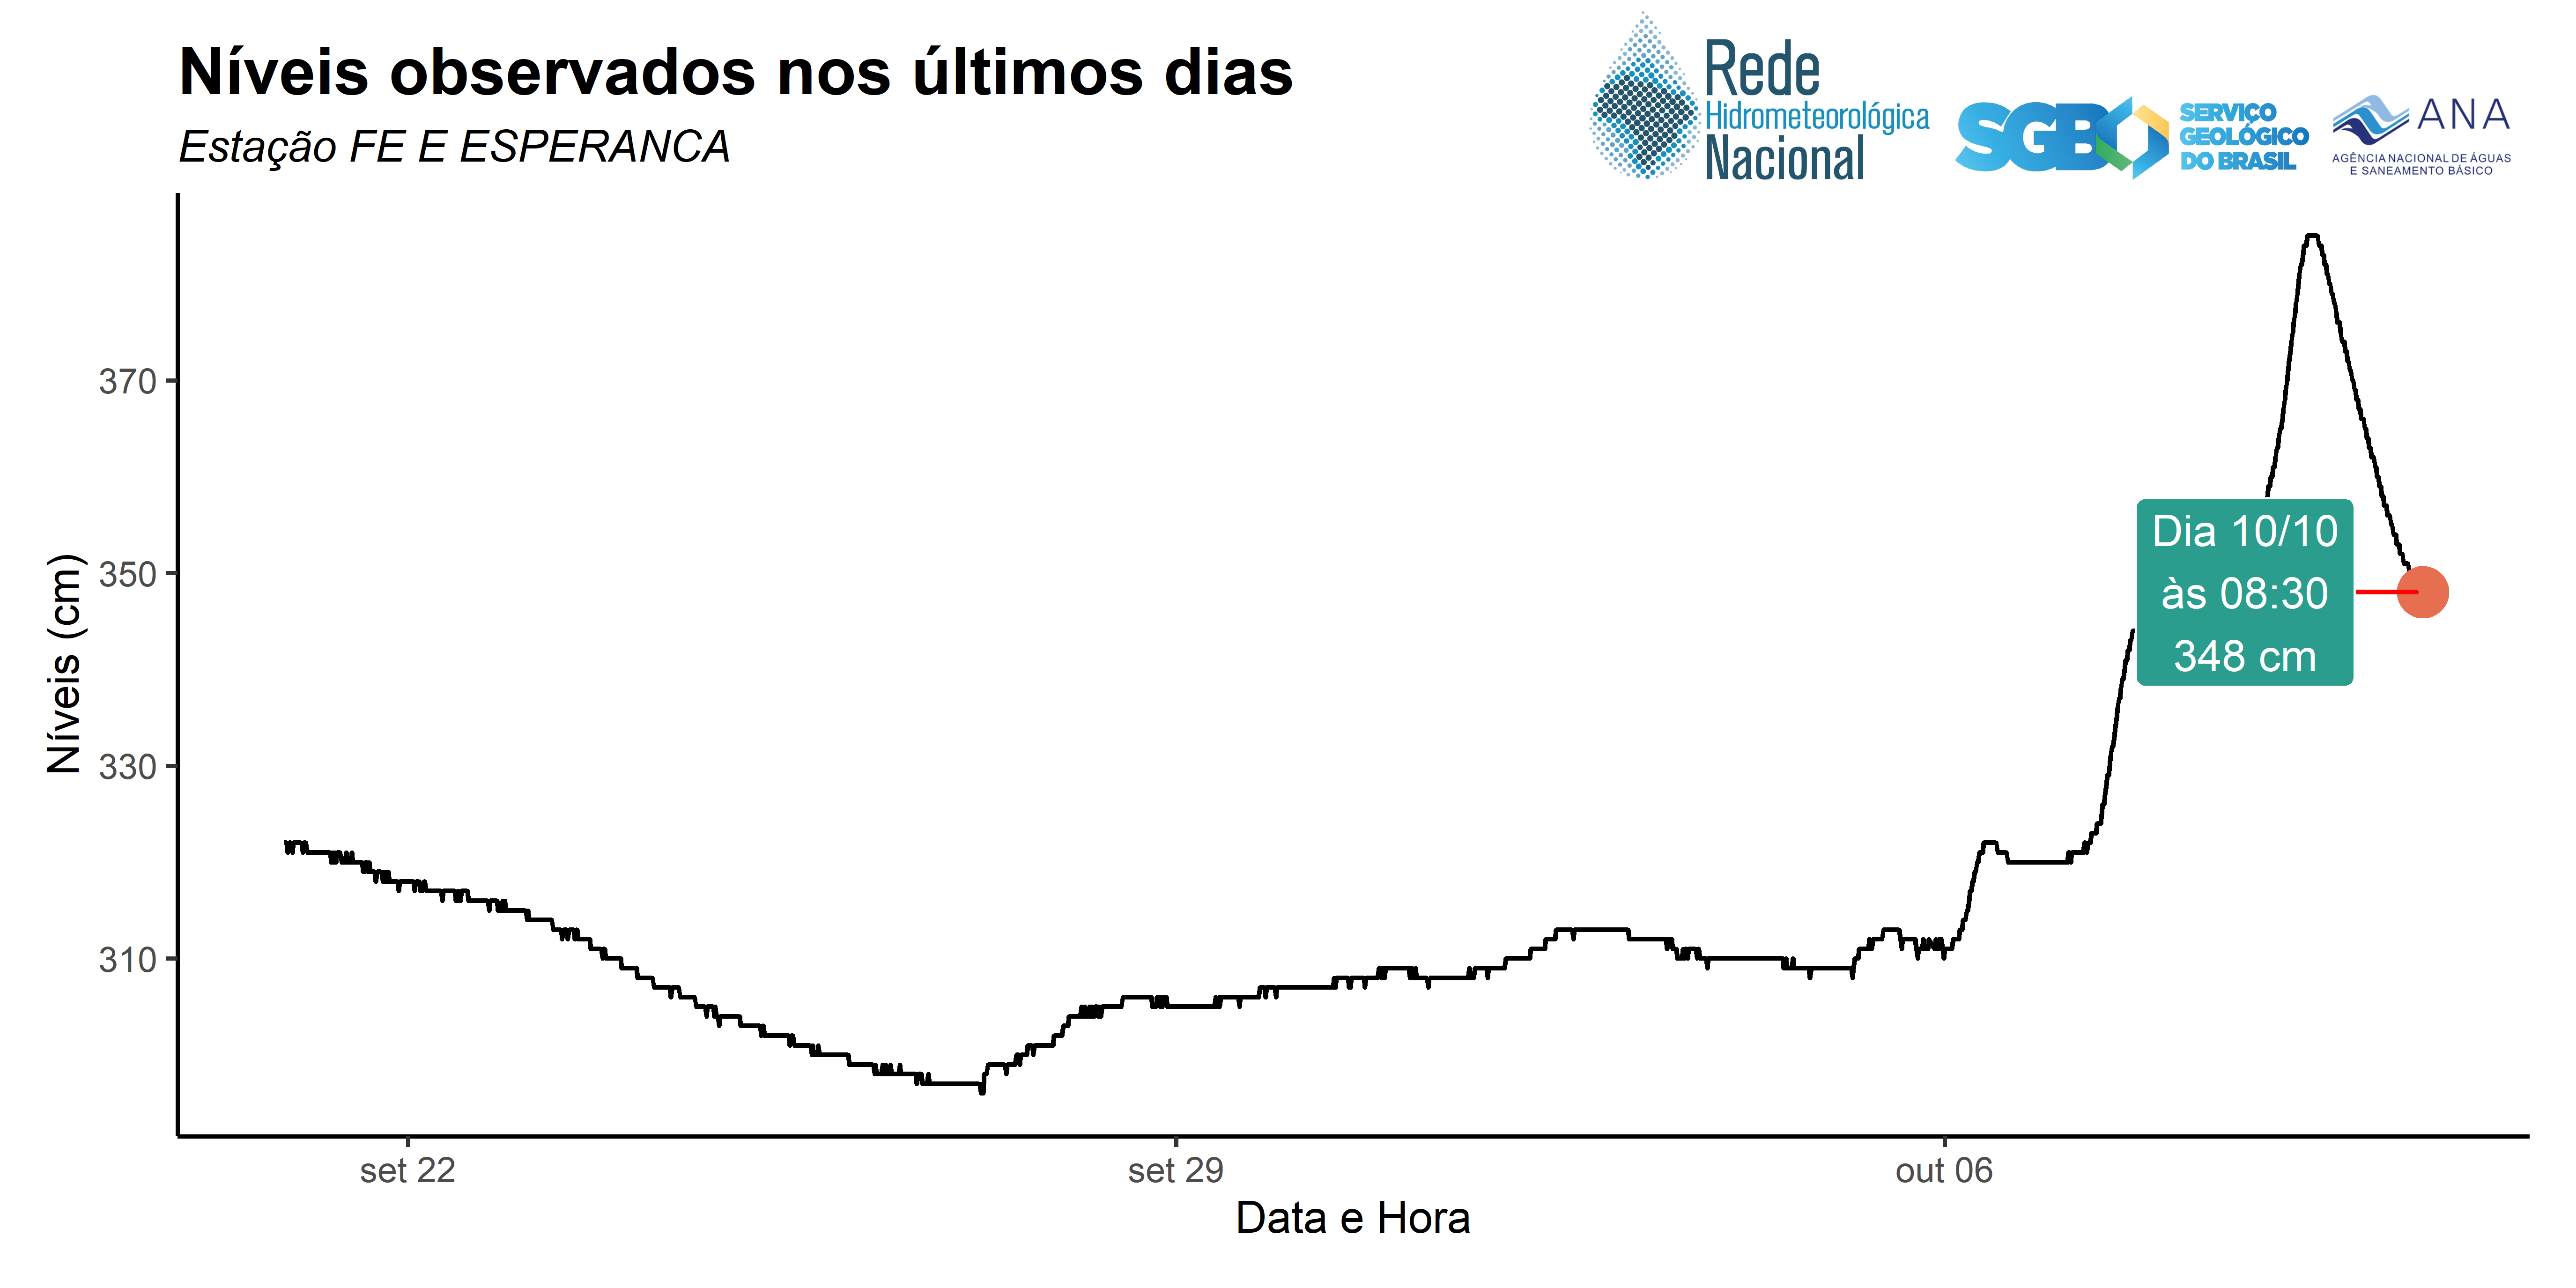 Níveis observados nos últimos dias
Estação FE E ESPERANCA
Rede
Hidrometeorológica
Nacional
SGB
SERVIÇO
GEOLÓGICO
DO BRASIL
ANA
AGÊNCIA NACIONAL DE ÁGUAS
E SANEAMENTO BÁSICO
Níveis (cm)
370
350
330
310
Dia 10/10
às 08:30
348 cm
set 22
set 29
out 06
Data e Hora